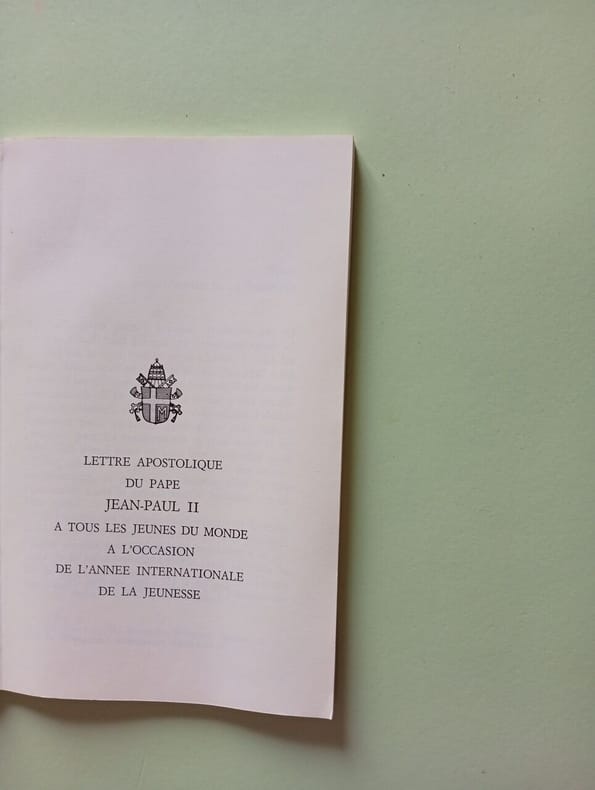 LETTRE APOSTOLIQUE
DU PAPE
JEAN-PAUL II
A TOUS LES JEUNES DU MONDE
A L'OCCASION
DE L'ANNEE INTERNATIONALE
DE LA JEUNESSE